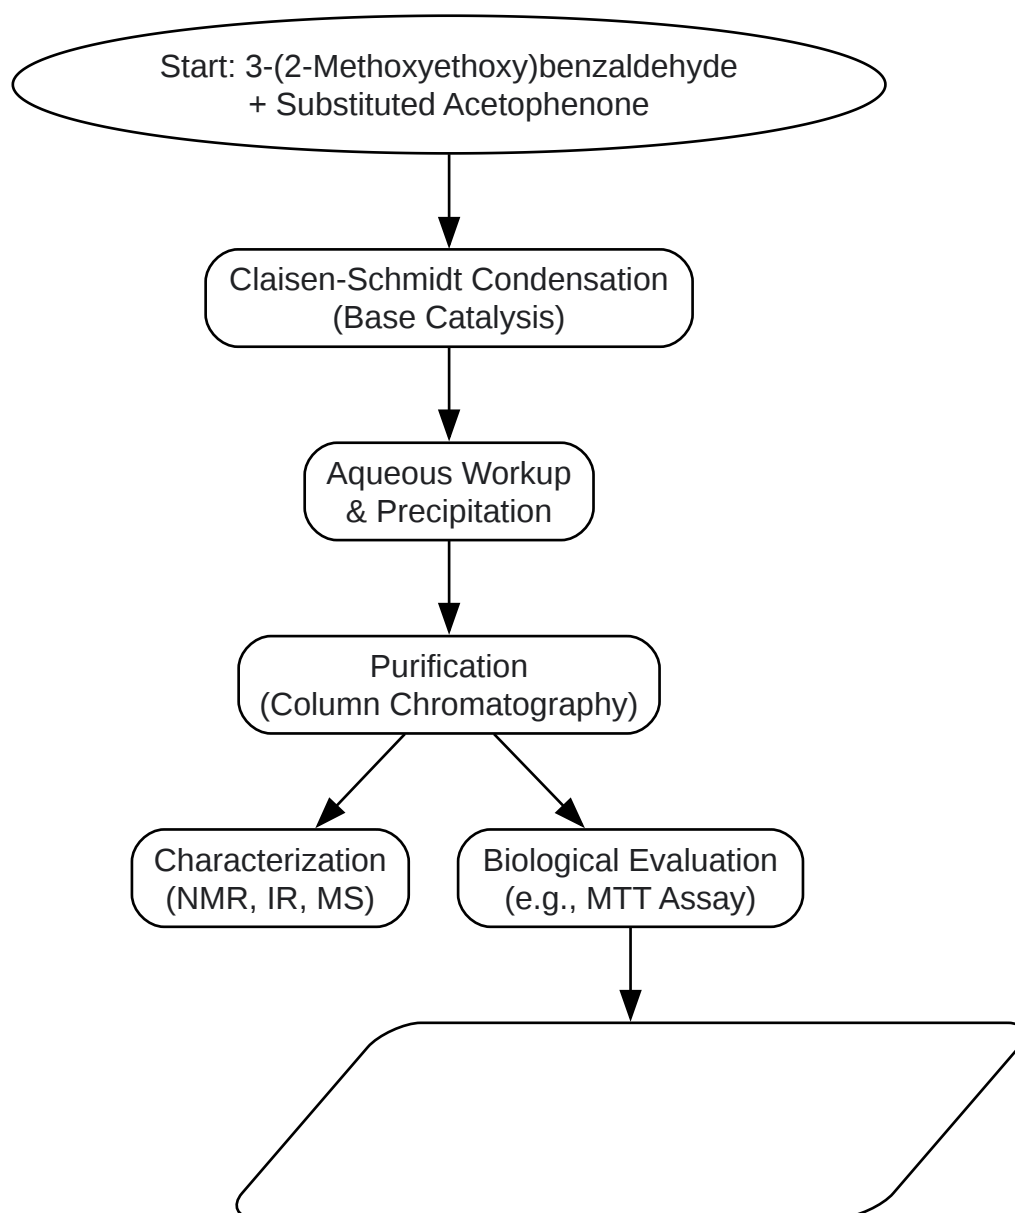 Start: 3-(2-Methoxyethoxy)benzaldehyde
+ Substituted Acetophenone
Claisen-Schmidt Condensation
(Base Catalysis)
Aqueous Workup
& Precipitation
Purification
(Column Chromatography)
Characterization
(NMR, IR, MS)
Biological Evaluation
(e.g., MTT Assay)